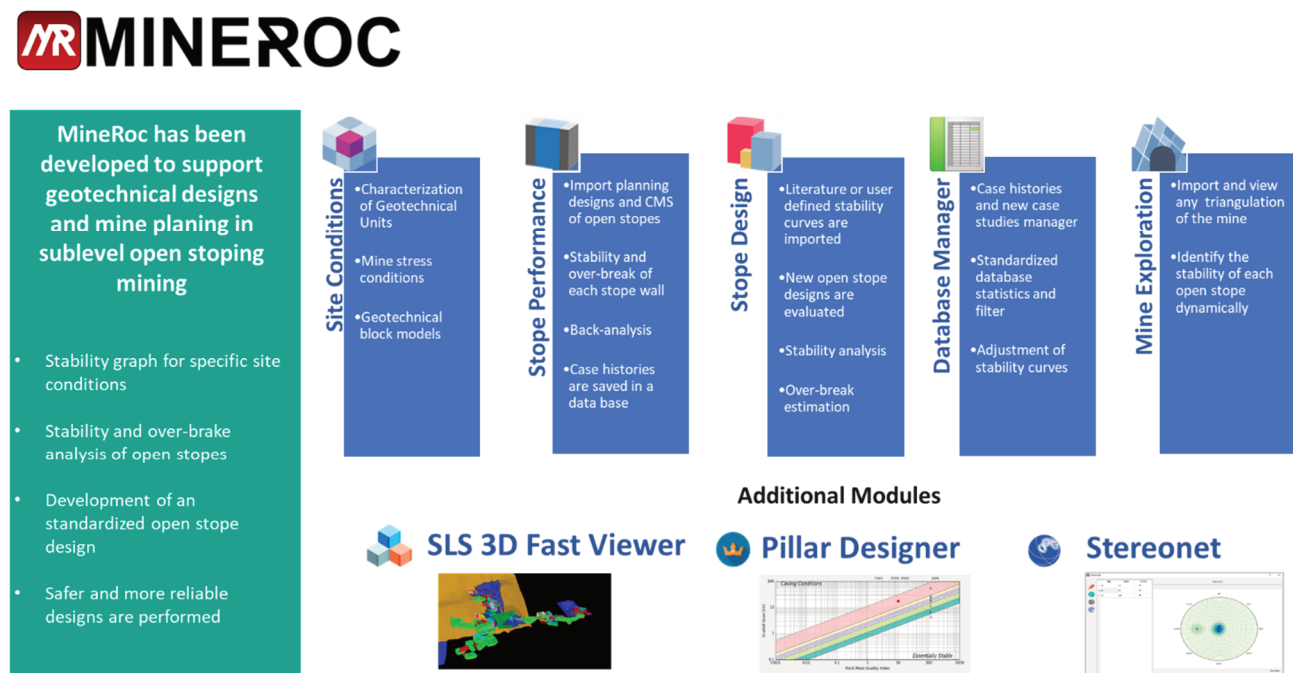 MR MINEROC
MineRoc has been
developed to support
geotechnical designs
and mine planing in
sublevel open stoping
mining
• Stability graph for specific site
conditions
• Stability and over-brake
analysis of open stopes
• Development of an
standardized open stope
design
• Safer and more reliable
designs are performed
Site Conditions
•Characterization
of Geotechnical
Units
•Mine stress
conditions
•Geotechnical
block models
Stope Performance
•Import planning
designs and CMS
of open stopes
•Stability and
over-break of
each stope wall
•Back-analysis
•Case histories
are saved in a
data base
Stope Design
•Literature or user
defined stability
curves are
imported
•New open stope
designs are
evaluated
•Stability analysis
•Over-break
estimation
Database Manager
•Case histories
and new case
studies manager
•Standardized
database
statistics and
filter
•Adjustment of
stability curves
Mine Exploration
•Import and view
any triangulation
of the mine
•Identify the
stability of each
open stope
dynamically
Additional Modules
SLS 3D Fast Viewer
Pillar Designer
Caving Conditions
Essentially Stable
Scaled Span (m)
Rock Mass Quality Index
Stereonet